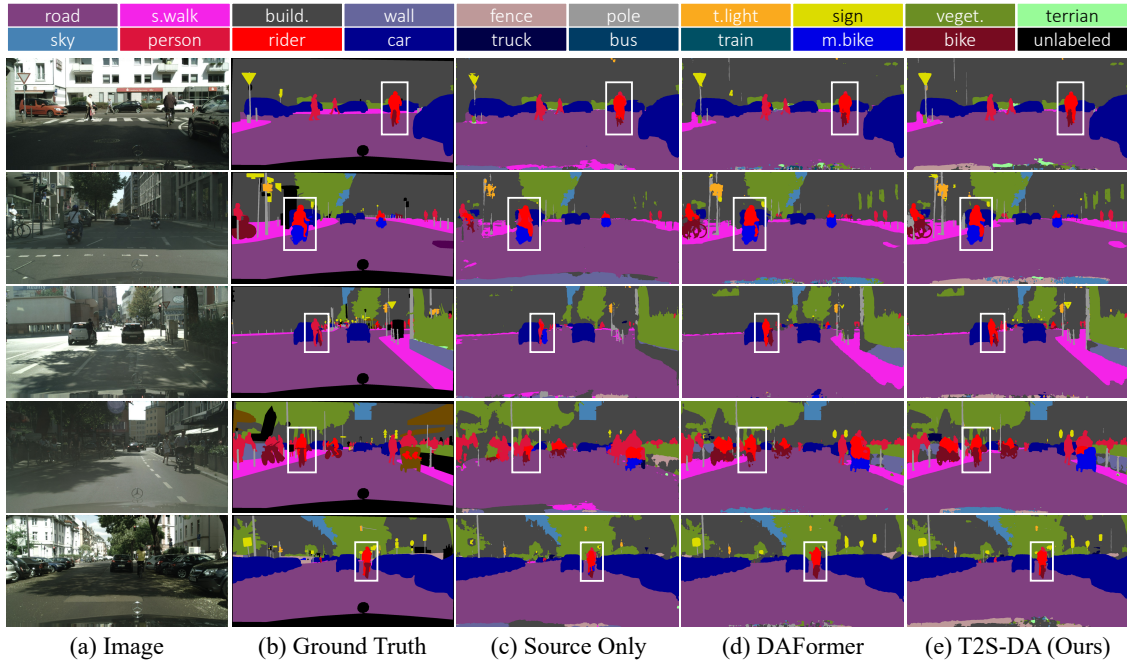 road s.walk build. wall fence pole t.light sign veget. terrian
sky person rider car truck bus train m.bike bike unlabeled
(a) Image (b) Ground Truth (c) Source Only (d) DAFormer (e) T2S-DA (Ours)